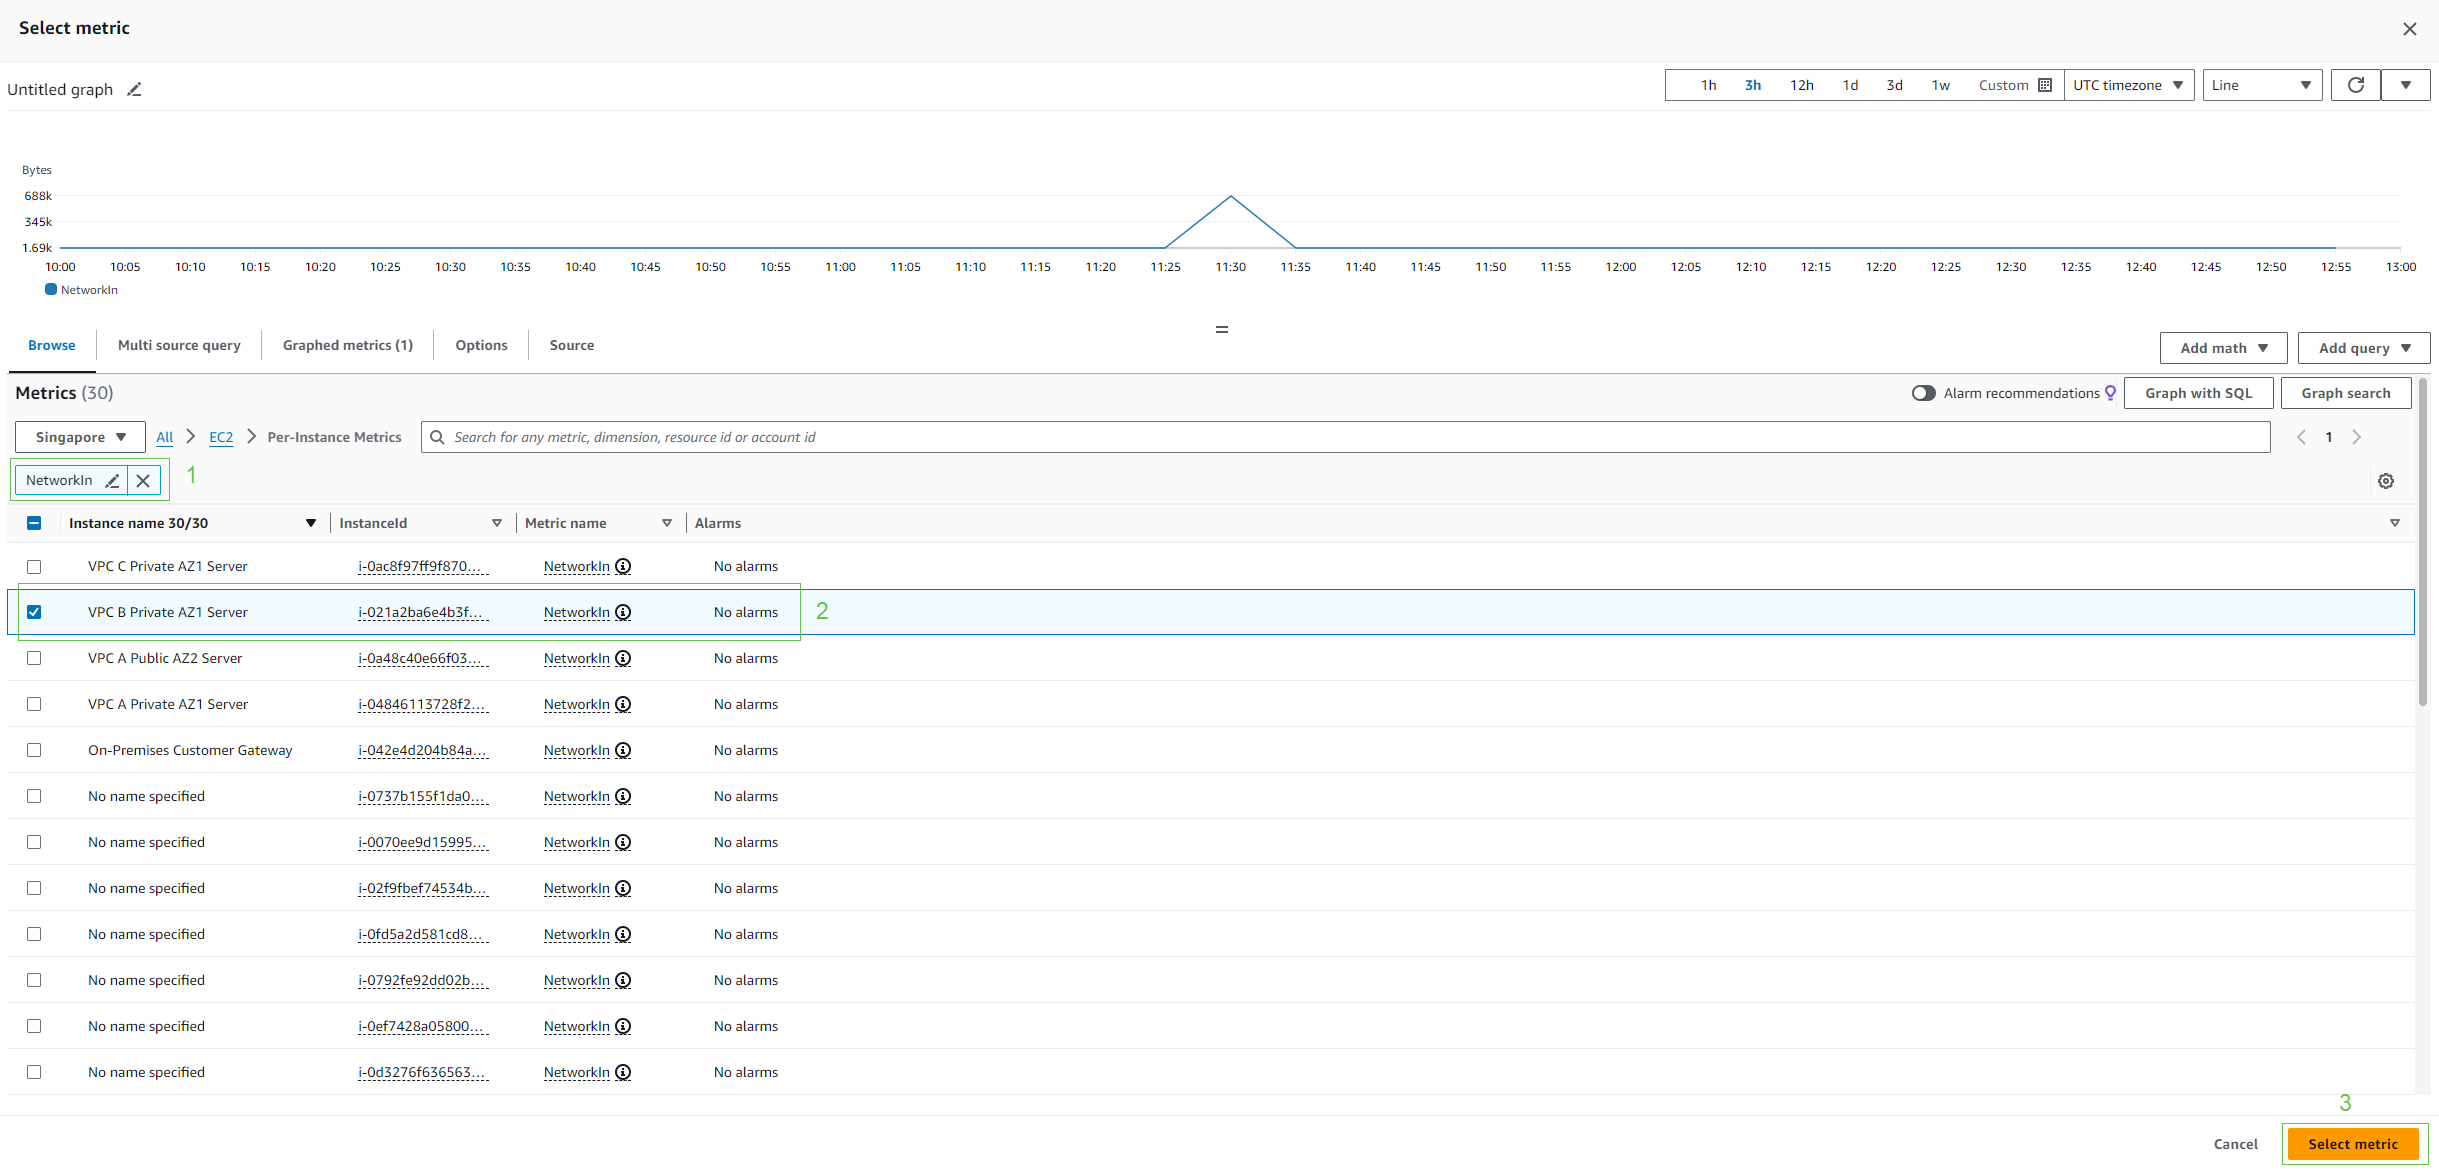 Select metric
Untitled graph
1h 3h 12h 1d 3d 1w Custom UTC timezone Line
Bytes
688k
345k
1.69k
10:00 10:05 10:10 10:15 10:20 10:25 10:30 10:35 10:40 10:45 10:50 10:55 11:00 11:05 11:10 11:15 11:20 11:25 11:30 11:35 11:40 11:45 11:50 11:55 12:00 12:05 12:10 12:15 12:20 12:25 12:30 12:35 12:40 12:45 12:50 12:55 13:00
NetworkIn
Browse Multi source query Graphed metrics (1) Options Source Add math Add query
Metrics (30) Alarm recommendations Graph with SQL Graph search
Singapore All EC2 Per-Instance Metrics Search for any metric, dimension, resource id or account id 1
NetworkIn 1
Instance name 30/30 InstanceId Metric name Alarms
VPC C Private AZ1 Server i-0ac8f97ff9f870... NetworkIn No alarms
VPC B Private AZ1 Server i-021a2ba6e4b3f... NetworkIn No alarms 2
VPC A Public AZ2 Server i-0a48c40e66f03... NetworkIn No alarms
VPC A Private AZ1 Server i-04846113728f2... NetworkIn No alarms
On-Premises Customer Gateway i-042e4d204b84a... NetworkIn No alarms
No name specified i-0737b155f1da0... NetworkIn No alarms
No name specified i-0070ee9d15995... NetworkIn No alarms
No name specified i-02f9fbef74534b... NetworkIn No alarms
No name specified i-0fd5a2d581cd8... NetworkIn No alarms
No name specified i-0792fe92dd02b... NetworkIn No alarms
No name specified i-0ef7428a05800... NetworkIn No alarms
No name specified i-0d3276f636563... NetworkIn No alarms
3
Cancel Select metric